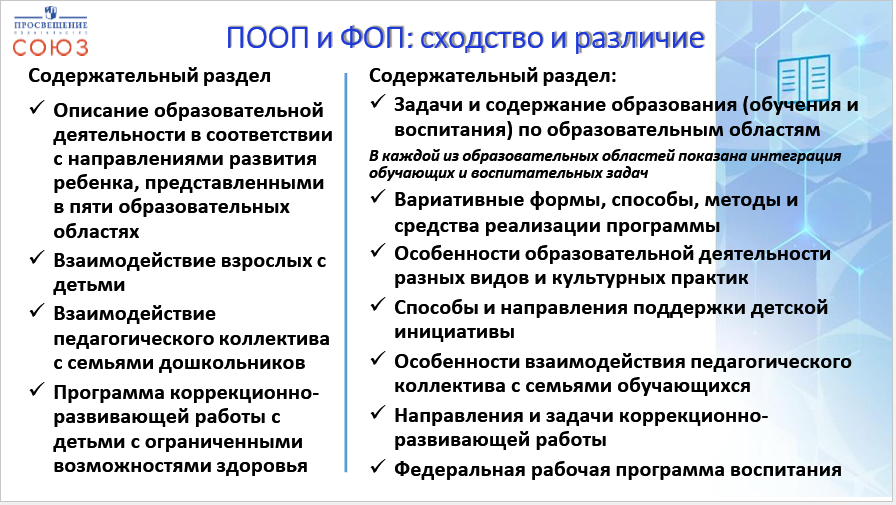 ПРОСВЕЩЕНИЕ
ИЗДАТЕЛЬСТВО
СОЮЗ
ПООП и ФОП: сходство и различие
Содержательный раздел
✓ Описание образовательной
деятельности в соответствии
с направлениями развития
ребенка, представленными
в пяти образовательных
областях
✓ Взаимодействие взрослых с
детьми
✓ Взаимодействие
педагогического коллектива
с семьями дошкольников
✓ Программа коррекционно-
развивающей работы с
детьми с ограниченными
возможностями здоровья
Содержательный раздел:
✓ Задачи и содержание образования (обучения и
воспитания) по образовательным областям
В каждой из образовательных областей показана интеграция
обучающих и воспитательных задач
✓ Вариативные формы, способы, методы и
средства реализации программы
✓ Особенности образовательной деятельности
разных видов и культурных практик
✓ Способы и направления поддержки детской
инициативы
✓ Особенности взаимодействия педагогического
коллектива с семьями обучающихся
✓ Направления и задачи коррекционно-
развивающей работы
✓ Федеральная рабочая программа воспитания